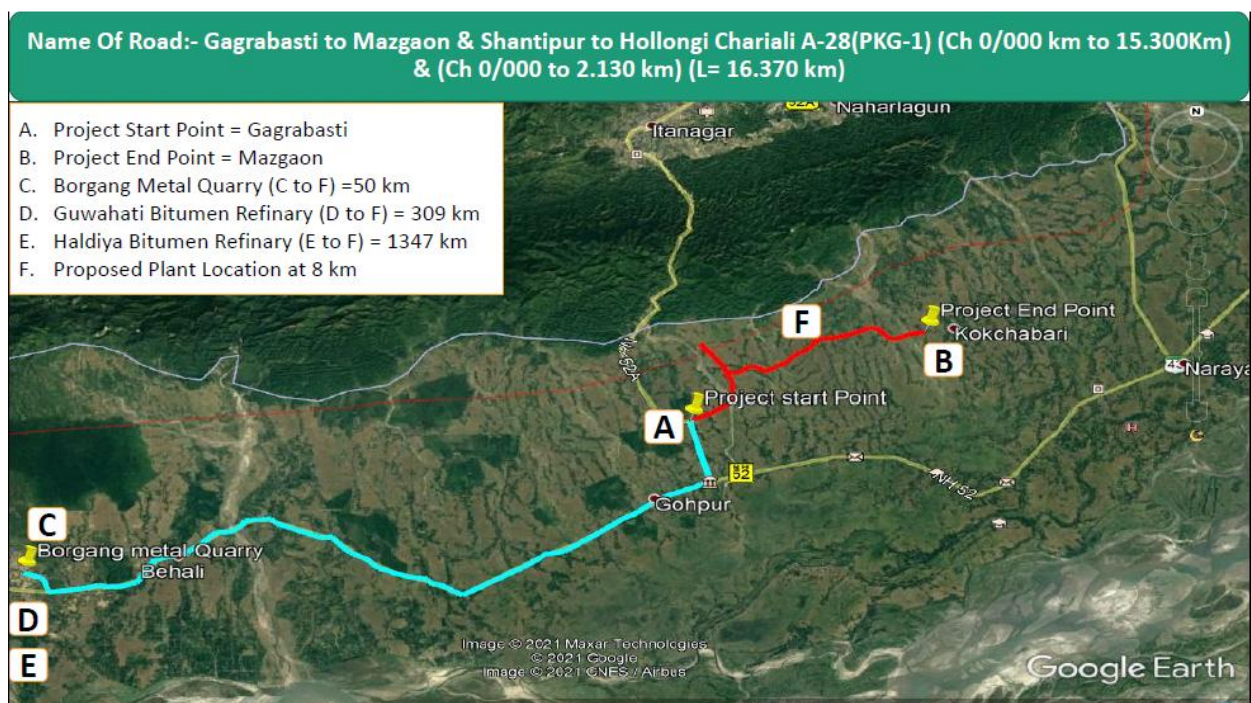 Name Of Road:- Gagrabasti to Mazgaon & Shantipur to Hollongi Chariali A-28(PKG-1) (Ch 0/000 km to 15.300Km)
& (Ch 0/000 to 2.130 km) (L= 16.370 km)
A. Project Start Point = Gagrabasti
B. Project End Point = Mazgaon
C. Borgang Metal Quarry (C to F) =50 km
D. Guwahati Bitumen Refinary (D to F) = 309 km
E. Haldiya Bitumen Refinary (E to F) = 1347 km
F. Proposed Plant Location at 8 km
52A
Naharlagun
Itanagar
N
F
Project End Point
Kokchabari
B
Naraya
Project start Point
A
52
NH 52
Gohpur
C
Borgang metal Quarry
Behali
D
E
Image © 2021 Maxar Technologies
© 2021 Google
Image © 2021 CNES / Airbus
Google Earth